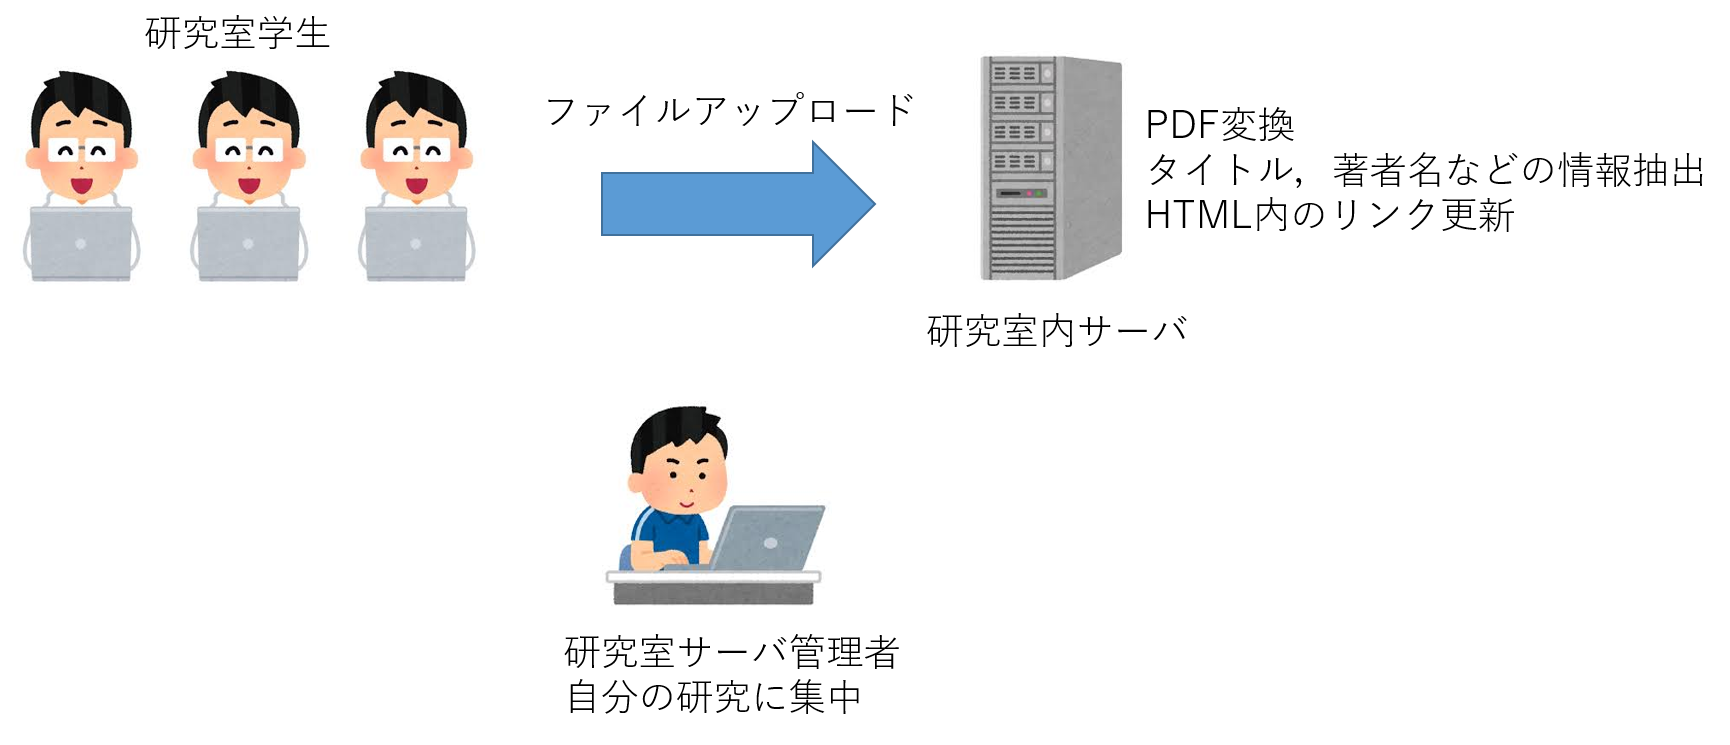 研究室学生
ファイルアップロード
PDF変換
タイトル，著者名などの情報抽出
HTML内のリンク更新
研究室内サーバ
研究室サーバ管理者
自分の研究に集中